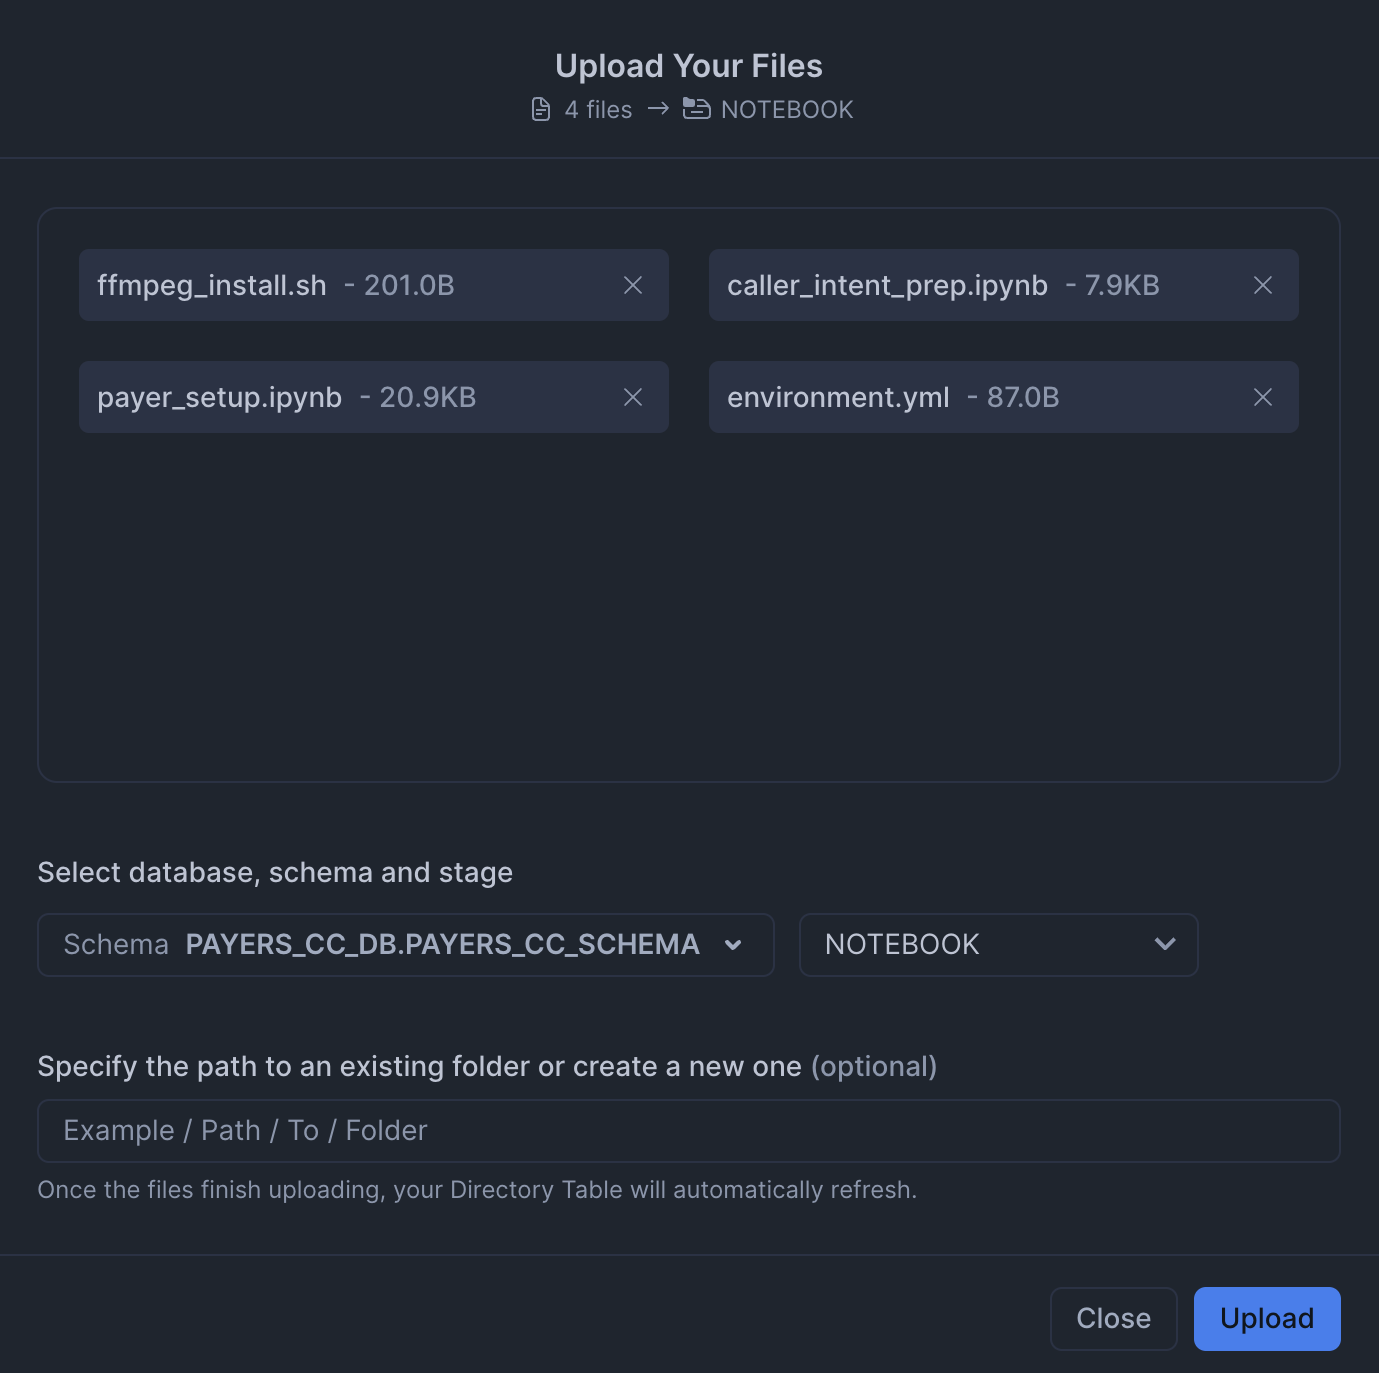 Upload Your Files
4 files → NOTEBOOK
ffmpeg_install.sh - 201.0B
caller_intent_prep.ipynb - 7.9KB
payer_setup.ipynb - 20.9KB
environment.yml - 87.0B
Select database, schema and stage
Schema PAYERS_CC_DB.PAYERS_CC_SCHEMA
NOTEBOOK
Specify the path to an existing folder or create a new one (optional)
Example / Path / To / Folder
Once the files finish uploading, your Directory Table will automatically refresh.
Close
Upload